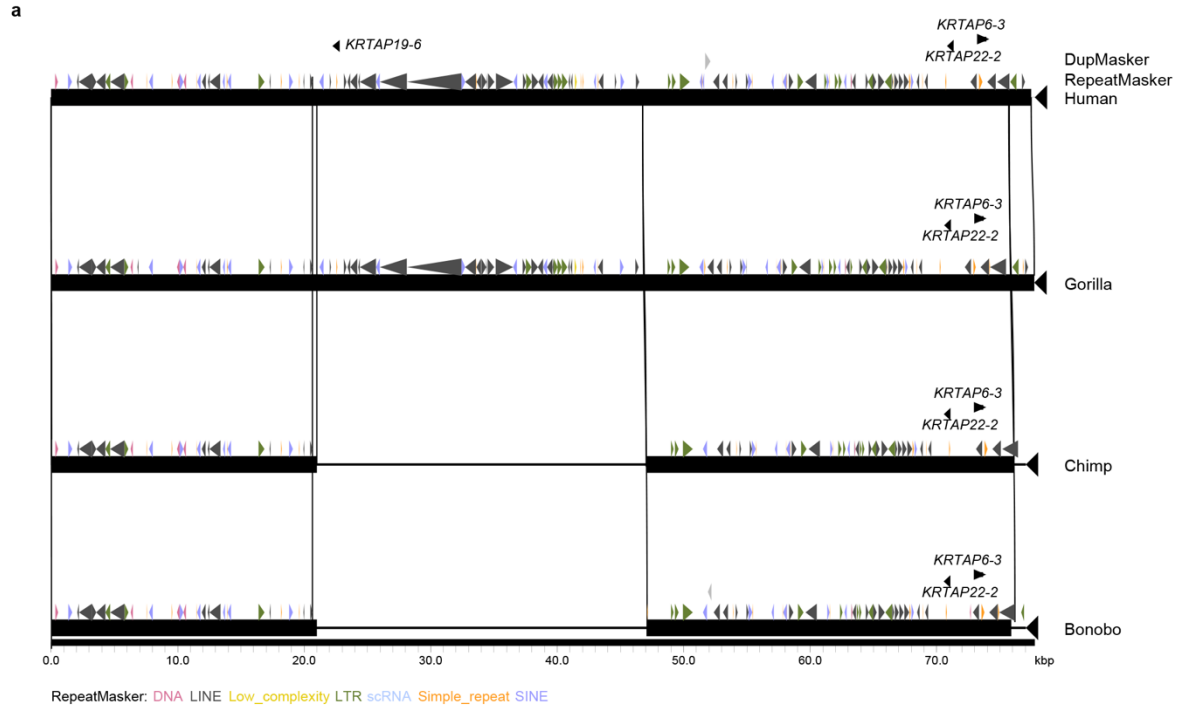 a
KRTAP6-3
KRTAP19-6
KRTAP22-2
DupMasker
RepeatMasker
Human
KRTAP6-3
KRTAP22-2
Gorilla
KRTAP6-3
KRTAP22-2
Chimp
KRTAP6-3
KRTAP22-2
Bonobo
0.0 10.0 20.0 30.0 40.0 50.0 60.0 70.0 kbp
RepeatMasker: DNA LINE Low_complexity LTR scRNA Simple_repeat SINE